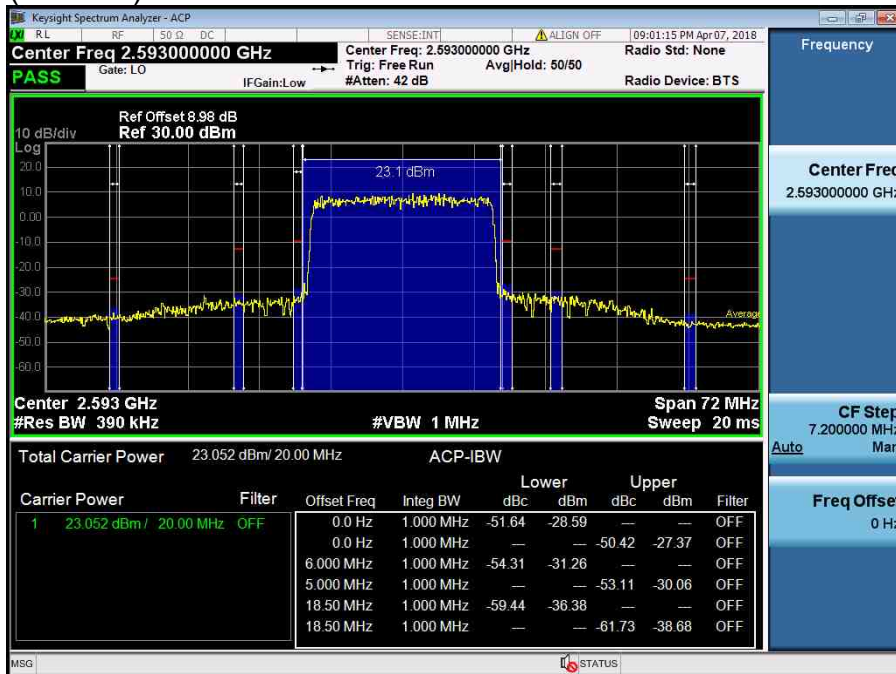 Keysight Spectrum Analyzer - ACP
LXI RL RF 50 Ω DC SENSE:INT ALIGN OFF 09:01:15 PM Apr 07, 2018
Center Freq 2.593000000 GHz
Center Freq: 2.593000000 GHz
Radio Std: None
Gate: LO
Trig: Free Run Avg|Hold: 50/50
PASS
IFGain:Low
#Atten: 42 dB
Radio Device: BTS
Ref Offset 8.98 dB
10 dB/div Ref 30.00 dBm
Log
23.1 dBm
20.0
10.0
0.00
-10.0
-20.0
-30.0
-40.0
-50.0
-60.0
Average
Center 2.593 GHz Span 72 MHz
#Res BW 390 kHz #VBW 1 MHz Sweep 20 ms
Total Carrier Power 23.052 dBm/ 20.00 MHz ACP-IBW
Lower Upper
Carrier Power Filter Offset Freq Integ BW dBc dBm dBc dBm Filter
1 23.052 dBm / 20.00 MHz OFF 0.0 Hz 1.000 MHz -51.64 -28.59 --- --- OFF
0.0 Hz 1.000 MHz --- --- -50.42 -27.37 OFF
6.000 MHz 1.000 MHz -54.31 -31.26 --- --- OFF
5.000 MHz 1.000 MHz --- --- -53.11 -30.06 OFF
18.50 MHz 1.000 MHz -59.44 -36.38 --- --- OFF
18.50 MHz 1.000 MHz --- --- -61.73 -38.68 OFF
MSG STATUS
Frequency
Center Freq
2.593000000 GHz
CF Step
7.200000 MHz
Auto Man
Freq Offset
0 Hz